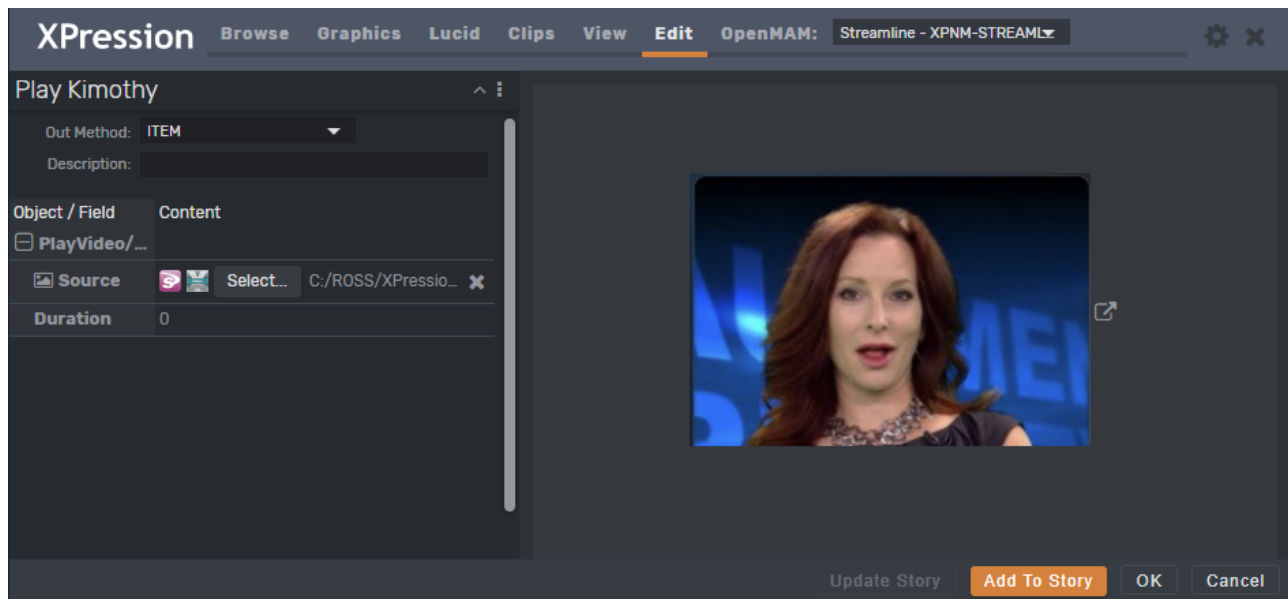 XPression Browse Graphics Lucid Clips View Edit OpenMAM: Streamline - XPNM-STREAML
Play Kimothy
Out Method: ITEM
Description:
Object / Field Content
PlayVideo/...
Source Select... C:/ROSS/XPressio...
Duration 0
Update Story Add To Story OK Cancel